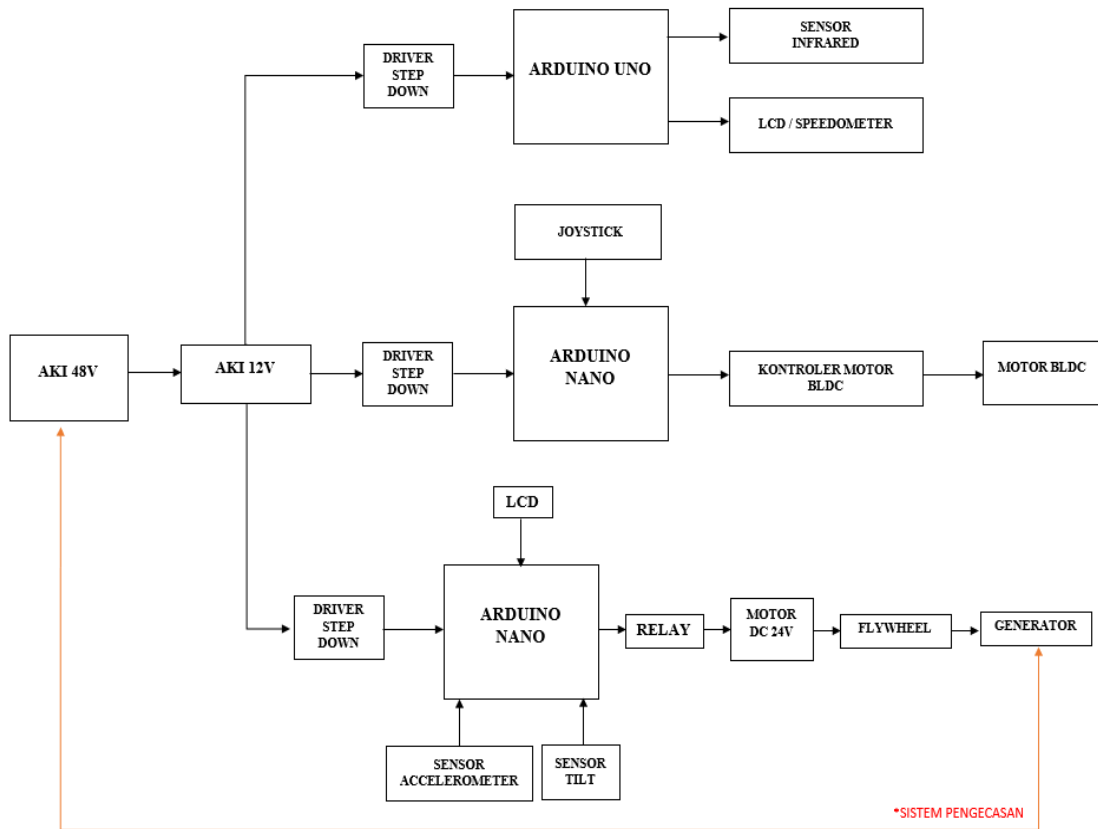 SENSOR
INFRARED
DRIVER
STEP
DOWN
ARDUINO UNO
LCD / SPEEDOMETER
JOYSTICK
AKI 48V
AKI 12V
DRIVER
STEP
DOWN
ARDUINO
NANO
KONTROLER MOTOR
BLDC
MOTOR BLDC
LCD
DRIVER
STEP
DOWN
ARDUINO
NANO
RELAY
MOTOR
DC 24V
FLYWHEEL
GENERATOR
SENSOR
ACCELEROMETER
SENSOR
TILT
*SISTEM PENGECASAN